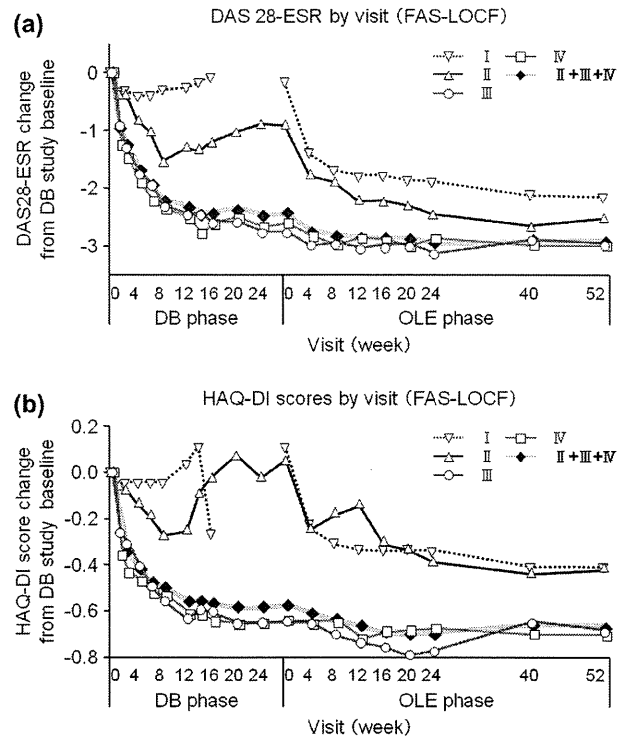 (a)
DAS 28-ESR by visit (FAS-LOCF)
I
IV
II
II+III+IV
III
DAS28-ESR change
from DB study baseline
0
-1
-2
-3
0 4 8 12 16 20 24 0 4 8 12 16 20 24 40 52
DB phase OLE phase
Visit (week)
(b)
HAQ-DI scores by visit (FAS-LOCF)
I
IV
II
II+III+IV
III
HAQ-DI score change
from DB study baseline
0.2
0.0
-0.2
-0.4
-0.6
-0.8
0 4 8 12 16 20 24 0 4 8 12 16 20 24 40 52
DB phase OLE phase
Visit (week)